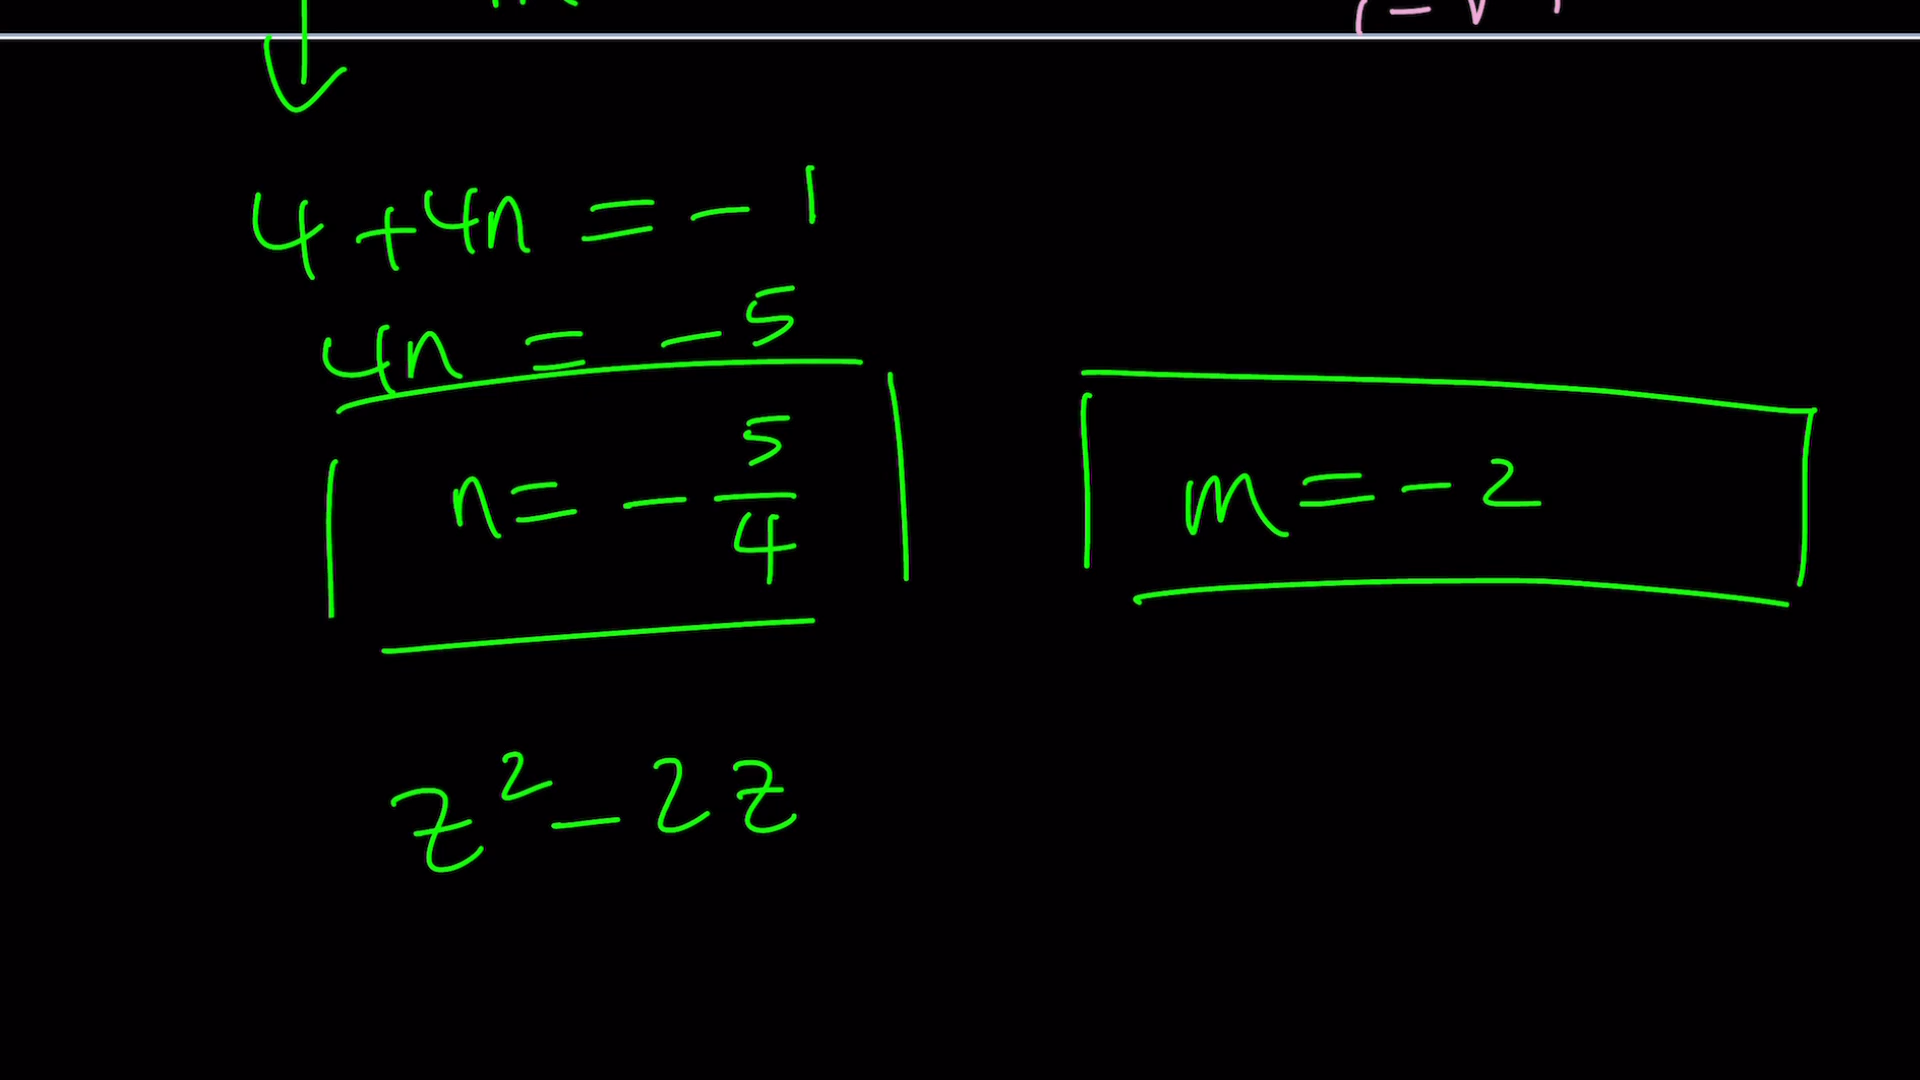 4 + 4n = - 1
4n = - 5
n = - 5/4
m = - 2
z² - 2z